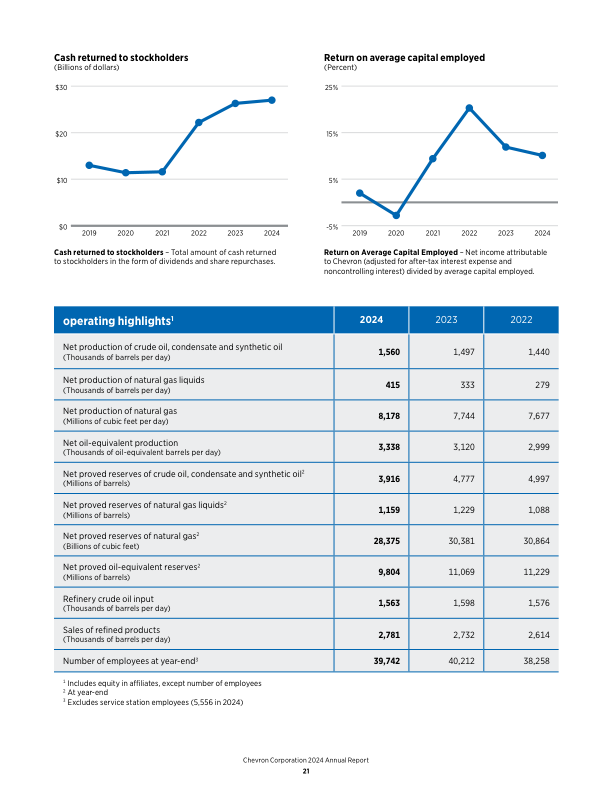 Cash returned to stockholders
(Billions of dollars)
$30
$20
$10
$0
2019 2020 2021 2022 2023 2024
Cash returned to stockholders – Total amount of cash returned
to stockholders in the form of dividends and share repurchases.
Return on average capital employed
(Percent)
25%
15%
5%
-5%
2019 2020 2021 2022 2023 2024
Return on Average Capital Employed – Net income attributable
to Chevron (adjusted for after-tax interest expense and
noncontrolling interest) divided by average capital employed.
operating highlights¹ 2024 2023 2022
Net production of crude oil, condensate and synthetic oil
(Thousands of barrels per day) 1,560 1,497 1,440
Net production of natural gas liquids
(Thousands of barrels per day) 415 333 279
Net production of natural gas
(Millions of cubic feet per day) 8,178 7,744 7,677
Net oil-equivalent production
(Thousands of oil-equivalent barrels per day) 3,338 3,120 2,999
Net proved reserves of crude oil, condensate and synthetic oil²
(Millions of barrels) 3,916 4,777 4,997
Net proved reserves of natural gas liquids²
(Millions of barrels) 1,159 1,229 1,088
Net proved reserves of natural gas²
(Billions of cubic feet) 28,375 30,381 30,864
Net proved oil-equivalent reserves²
(Millions of barrels) 9,804 11,069 11,229
Refinery crude oil input
(Thousands of barrels per day) 1,563 1,598 1,576
Sales of refined products
(Thousands of barrels per day) 2,781 2,732 2,614
Number of employees at year-end³ 39,742 40,212 38,258
¹ Includes equity in affiliates, except number of employees
² At year-end
³ Excludes service station employees (5,556 in 2024)
Chevron Corporation 2024 Annual Report
21